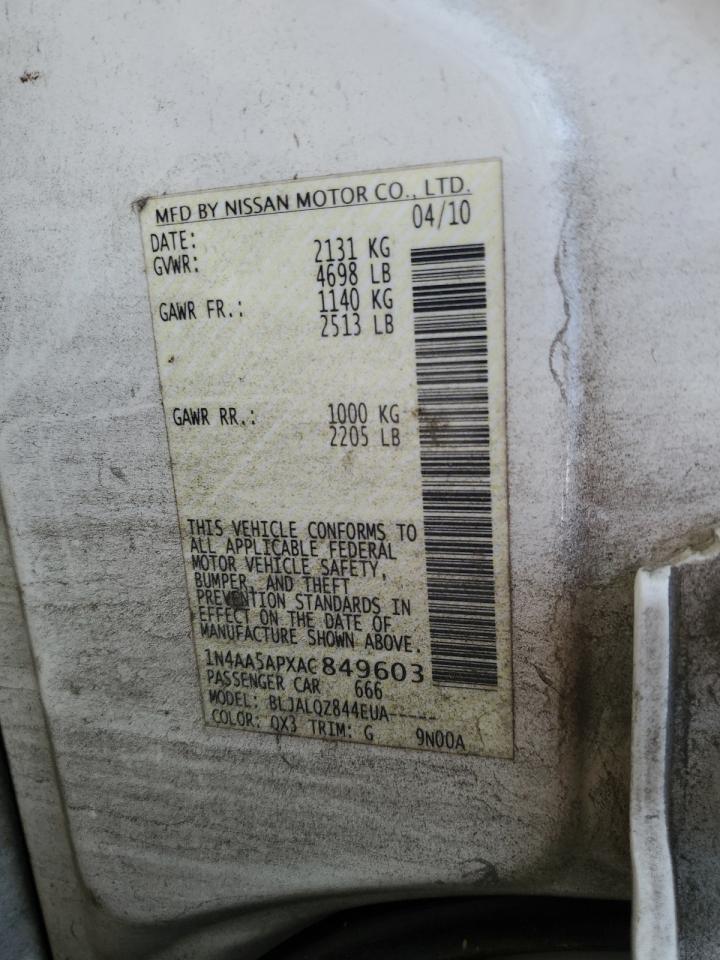 MFD BY NISSAN MOTOR CO., LTD.
DATE: 04/10
GVWR: 2131 KG
4698 LB
GAWR FR.: 1140 KG
2513 LB
GAWR RR.: 1000 KG
2205 LB
THIS VEHICLE CONFORMS TO
ALL APPLICABLE FEDERAL
MOTOR VEHICLE SAFETY,
BUMPER, AND THEFT
PREVENTION STANDARDS IN
EFFECT ON THE DATE OF
MANUFACTURE SHOWN ABOVE.
1N4AA5APXAC849603
PASSENGER CAR 666
MODEL: BLJALQZ844EUA-----
COLOR: QX3 TRIM: G 9N00A